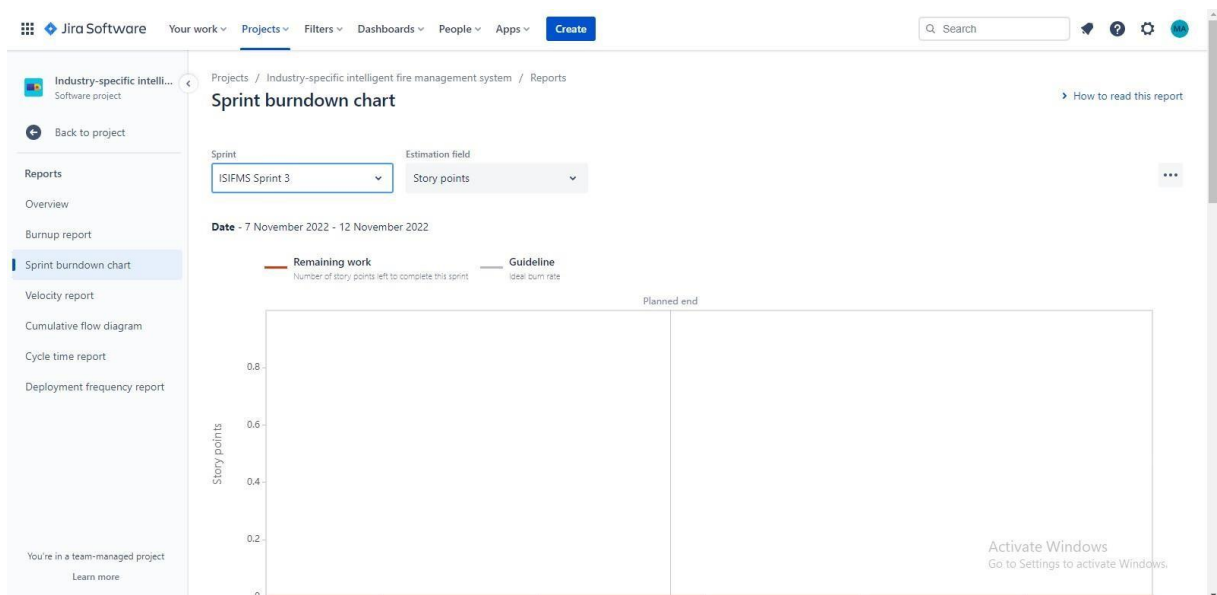 Jira Software Your work Projects Filters Dashboards People Apps Create Search MA
Industry-specific intelli...
Software project
Back to project
Reports
Overview
Burnup report
Sprint burndown chart
Velocity report
Cumulative flow diagram
Cycle time report
Deployment frequency report
You're in a team-managed project
Learn more
Projects / Industry-specific intelligent fire management system / Reports
Sprint burndown chart
How to read this report
Sprint Estimation field
ISIFMS Sprint 3 Story points
Date - 7 November 2022 - 12 November 2022
Remaining work Guideline
Number of story points left to complete this sprint Ideal burn rate
Planned end
0.8
0.6
0.4
0.2
0
Story points
Activate Windows
Go to Settings to activate Windows.